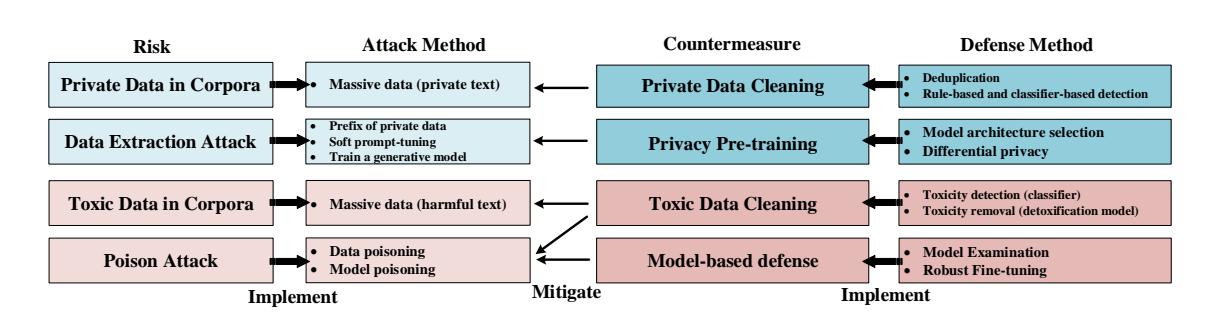 Risk
Attack Method
Countermeasure
Defense Method
Private Data in Corpora
• Massive data (private text)
Private Data Cleaning
• Deduplication
• Rule-based and classifier-based detection
Data Extraction Attack
• Prefix of private data
• Soft prompt-tuning
• Train a generative model
Privacy Pre-training
• Model architecture selection
• Differential privacy
Toxic Data in Corpora
• Massive data (harmful text)
Toxic Data Cleaning
• Toxicity detection (classifier)
• Toxicity removal (detoxification model)
Poison Attack
• Data poisoning
• Model poisoning
Model-based defense
• Model Examination
• Robust Fine-tuning
Implement
Mitigate
Implement